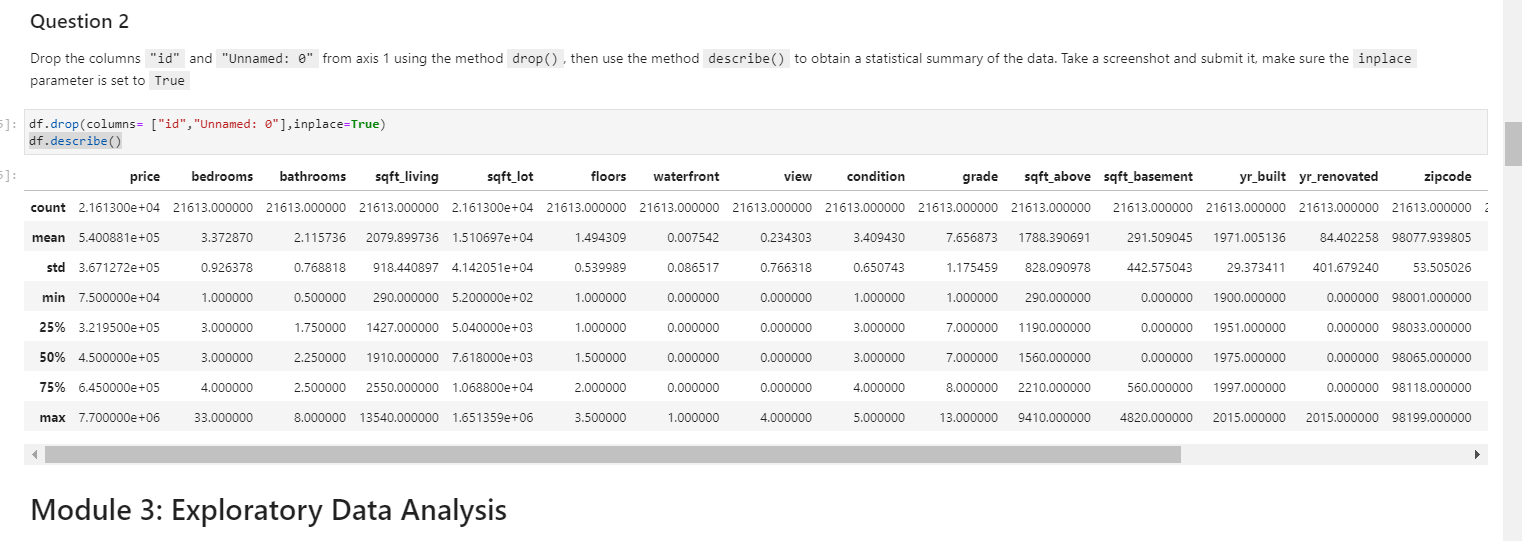 Question 2
Drop the columns "id" and "Unnamed: 0" from axis 1 using the method drop() , then use the method describe() to obtain a statistical summary of the data. Take a screenshot and submit it, make sure the inplace
parameter is set to True
]: df.drop(columns= ["id","Unnamed: 0"],inplace=True)
df.describe()
]:
price bedrooms bathrooms sqft_living sqft_lot floors waterfront view condition grade sqft_above sqft_basement yr_built yr_renovated zipcode
count 2.161300e+04 21613.000000 21613.000000 21613.000000 2.161300e+04 21613.000000 21613.000000 21613.000000 21613.000000 21613.000000 21613.000000 21613.000000 21613.000000 21613.000000 21613.000000
mean 5.400881e+05 3.372870 2.115736 2079.899736 1.510697e+04 1.494309 0.007542 0.234303 3.409430 7.656873 1788.390691 291.509045 1971.005136 84.402258 98077.939805
std 3.671272e+05 0.926378 0.768818 918.440897 4.142051e+04 0.539989 0.086517 0.766318 0.650743 1.175459 828.090978 442.575043 29.373411 401.679240 53.505026
min 7.500000e+04 1.000000 0.500000 290.000000 5.200000e+02 1.000000 0.000000 0.000000 1.000000 1.000000 290.000000 0.000000 1900.000000 0.000000 98001.000000
25% 3.219500e+05 3.000000 1.750000 1427.000000 5.040000e+03 1.000000 0.000000 0.000000 3.000000 7.000000 1190.000000 0.000000 1951.000000 0.000000 98033.000000
50% 4.500000e+05 3.000000 2.250000 1910.000000 7.618000e+03 1.500000 0.000000 0.000000 3.000000 7.000000 1560.000000 0.000000 1975.000000 0.000000 98065.000000
75% 6.450000e+05 4.000000 2.500000 2550.000000 1.068800e+04 2.000000 0.000000 0.000000 4.000000 8.000000 2210.000000 560.000000 1997.000000 0.000000 98118.000000
max 7.700000e+06 33.000000 8.000000 13540.000000 1.651359e+06 3.500000 1.000000 4.000000 5.000000 13.000000 9410.000000 4820.000000 2015.000000 2015.000000 98199.000000
Module 3: Exploratory Data Analysis